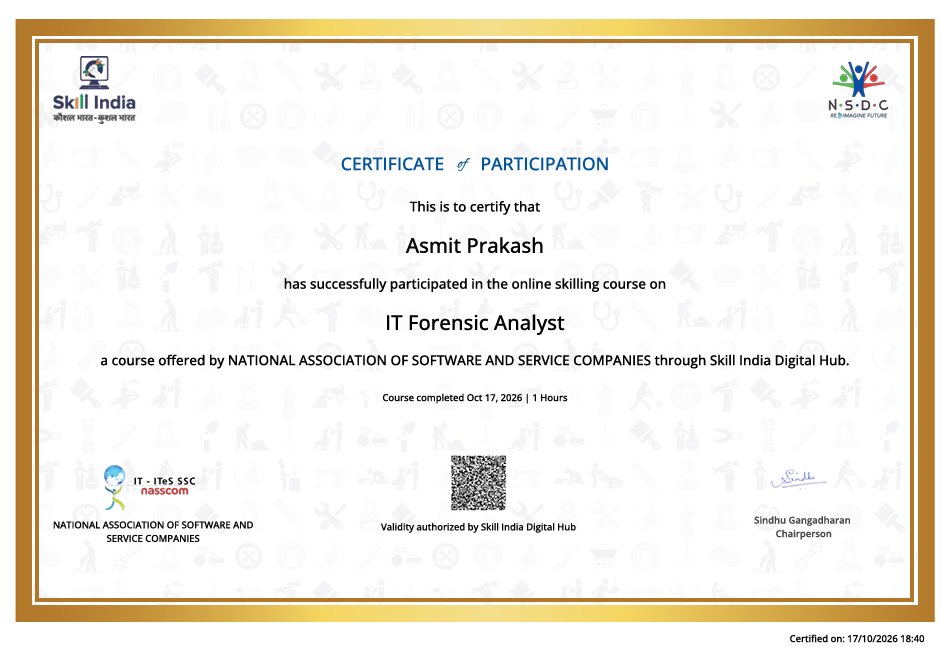 Skill India
कौशल भारत-कुशल भारत
N·S·D·C
RE IMAGINE FUTURE
CERTIFICATE of PARTICIPATION
This is to certify that
Asmit Prakash
has successfully participated in the online skilling course on
IT Forensic Analyst
a course offered by NATIONAL ASSOCIATION OF SOFTWARE AND SERVICE COMPANIES through Skill India Digital Hub.
Course completed Oct 17, 2026 | 1 Hours
IT - ITeS SSC
nasscom
NATIONAL ASSOCIATION OF SOFTWARE AND
SERVICE COMPANIES
Validity authorized by Skill India Digital Hub
Sindhu
Sindhu Gangadharan
Chairperson
Certified on: 17/10/2026 18:40